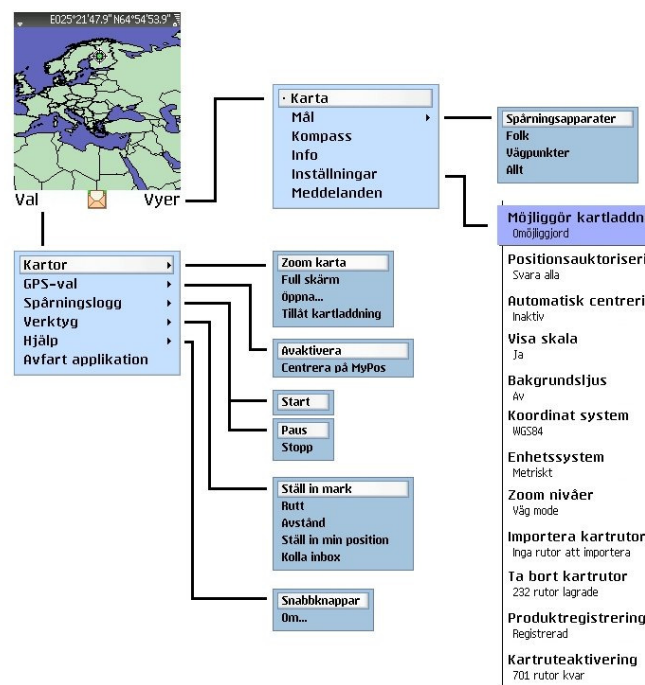 E025°21'47.9" N64°54'53.9"
Val
Vyer
· Karta
Mål
Kompass
Info
Inställningar
Meddelanden
Spårningsapparater
Folk
Vägpunkter
Allt
Kartor
GPS-val
Spårningslogg
Verktyg
Hjälp
Avfart applikation
Zoom karta
Full skärm
Öppna...
Tillåt kartladdning
Avaktivera
Centrera på MyPos
Start
Paus
Stopp
Ställ in mark
Rutt
Avstånd
Ställ in min position
Kolla inbox
Snabbknappar
Om...
Möjliggör kartladdn
Omöjliggjord
Positionsauktoriseri
Svara alla
Automatisk centreri
Inaktiv
Visa skala
Ja
Bakgrundsljus
Av
Koordinat system
WGS84
Enhetssystem
Metriskt
Zoom nivåer
Väg mode
Importera kartrutor
Inga rutor att importera
Ta bort kartrutor
232 rutor lagrade
Produktregistrering
Registrerad
Kartruteaktivering
701 rutor kvar